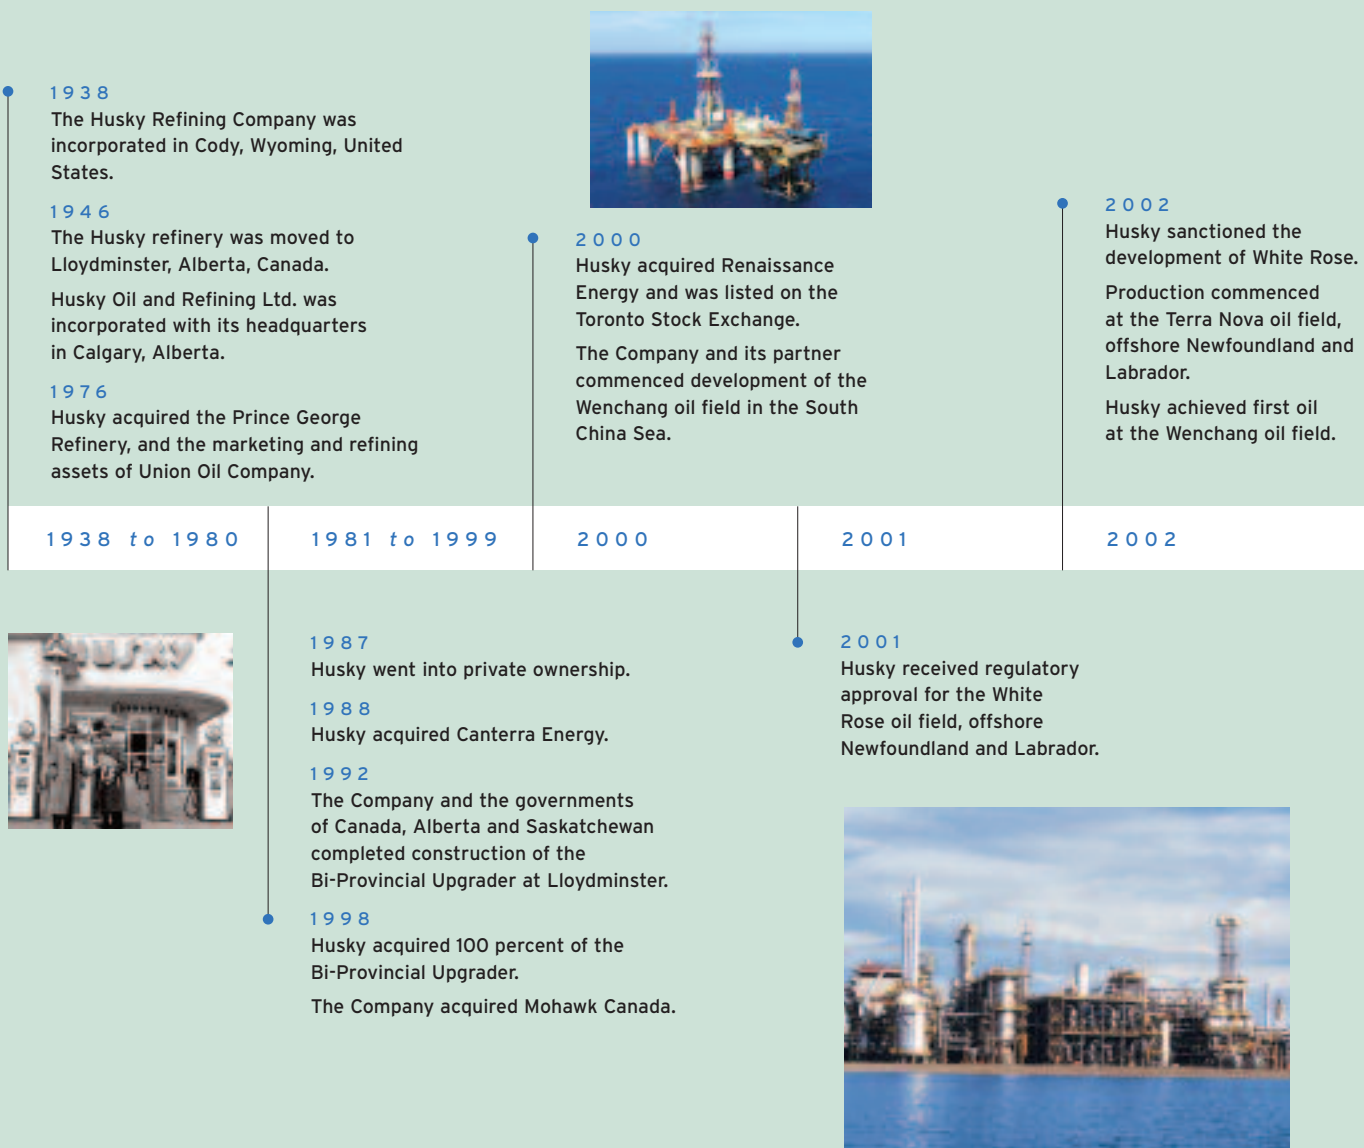 1938
The Husky Refining Company was
incorporated in Cody, Wyoming, United
States.
1946
The Husky refinery was moved to
Lloydminster, Alberta, Canada.
Husky Oil and Refining Ltd. was
incorporated with its headquarters
in Calgary, Alberta.
1976
Husky acquired the Prince George
Refinery, and the marketing and refining
assets of Union Oil Company.
2000
Husky acquired Renaissance
Energy and was listed on the
Toronto Stock Exchange.
The Company and its partner
commenced development of the
Wenchang oil field in the South
China Sea.
2002
Husky sanctioned the
development of White Rose.
Production commenced
at the Terra Nova oil field,
offshore Newfoundland and
Labrador.
Husky achieved first oil
at the Wenchang oil field.
1938 to 1980
1981 to 1999
2000
2001
2002
HUSKY
1987
Husky went into private ownership.
1988
Husky acquired Canterra Energy.
1992
The Company and the governments
of Canada, Alberta and Saskatchewan
completed construction of the
Bi-Provincial Upgrader at Lloydminster.
1998
Husky acquired 100 percent of the
Bi-Provincial Upgrader.
The Company acquired Mohawk Canada.
2001
Husky received regulatory
approval for the White
Rose oil field, offshore
Newfoundland and Labrador.